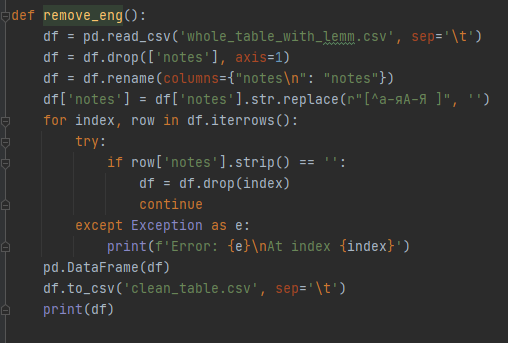 def remove_eng():
    df = pd.read_csv('whole_table_with_lemm.csv', sep='\t')
    df = df.drop(['notes'], axis=1)
    df = df.rename(columns={"notes\n": "notes"})
    df['notes'] = df['notes'].str.replace(r"[^а-яА-Я ]", '')
    for index, row in df.iterrows():
        try:
            if row['notes'].strip() == '':
                df = df.drop(index)
                continue
        except Exception as e:
            print(f'Error: {e}\nAt index {index}')
    pd.DataFrame(df)
    df.to_csv('clean_table.csv', sep='\t')
    print(df)